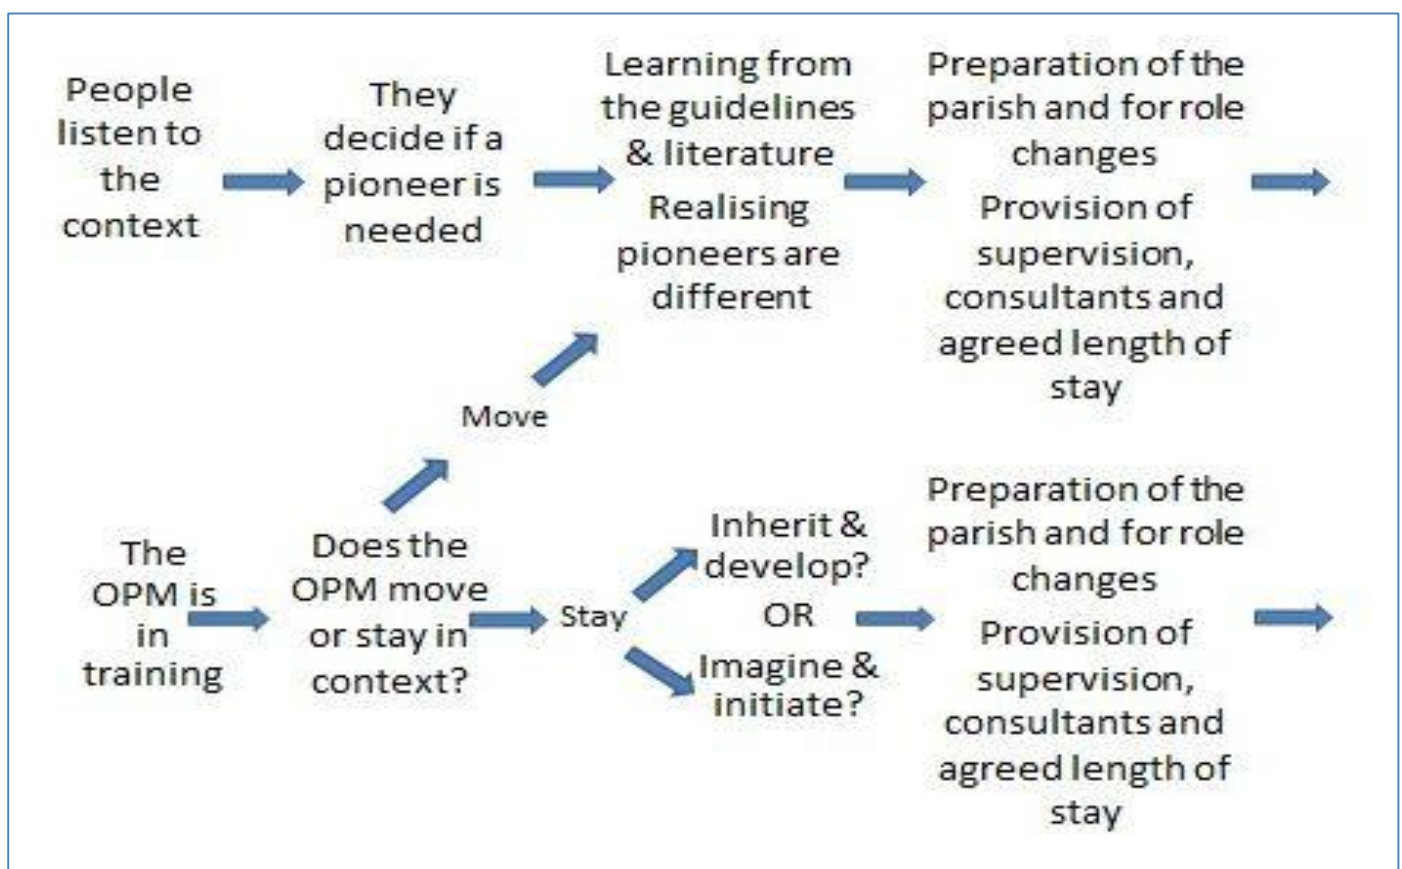 People
listen to
the
context
They
decide if a
pioneer is
needed
Learning from
the guidelines
& literature
Realising
pioneers are
different
Preparation of the
parish and for role
changes
Provision of
supervision,
consultants and
agreed length of
stay
Move
The
OPM is
in
training
Does the
OPM move
or stay in
context?
Stay
Inherit &
develop?
OR
Imagine &
initiate?
Preparation of the
parish and for role
changes
Provision of
supervision,
consultants and
agreed length of
stay